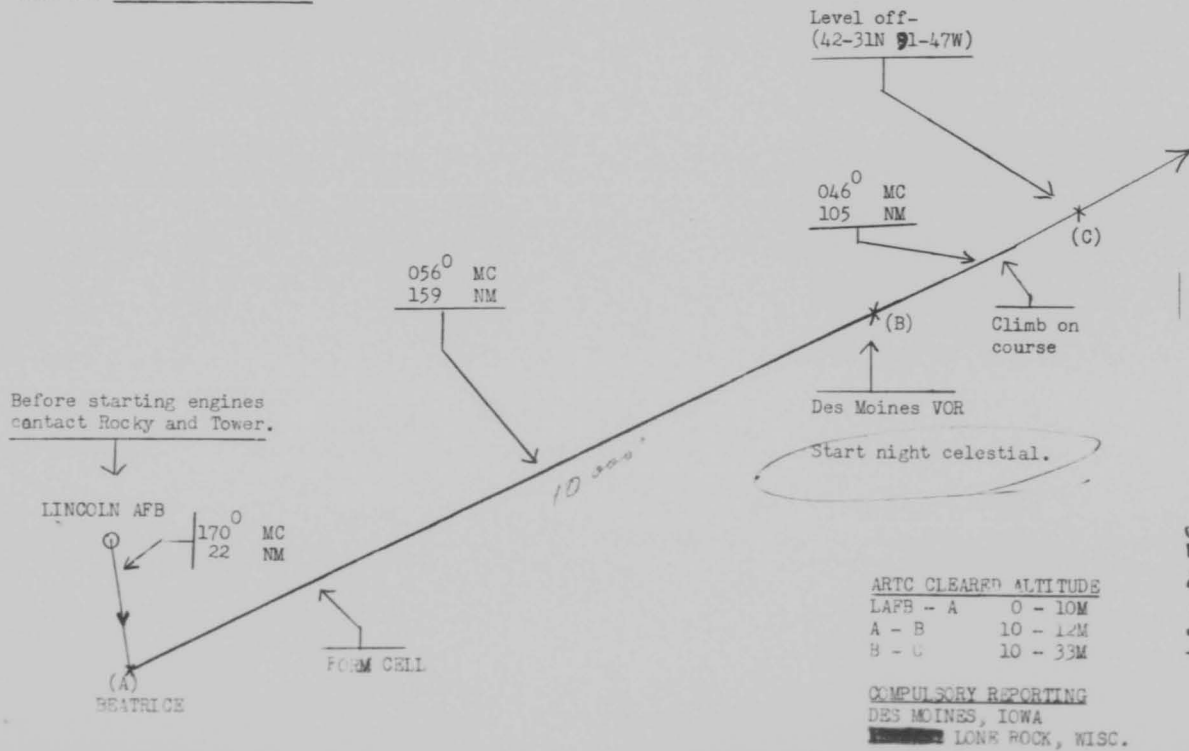 Level off-
(42-31N 91-47W)
046° MC
105 NM
(C)
056° MC
159 NM
(B)
Climb on
course
Before starting engines
contact Rocky and Tower.
Des Moines VOR
Start night celestial.
10 000'
LINCOLN AFB
170° MC
22 NM
FORM CELL
(A)
BEATRICE
ARTC CLEARED ALTITUDE
LAFB - A 0 - 10M
A - B 10 - 12M
B - C 10 - 33M
COMPULSORY REPORTING
DES MOINES, IOWA
LONE ROCK, WISC.